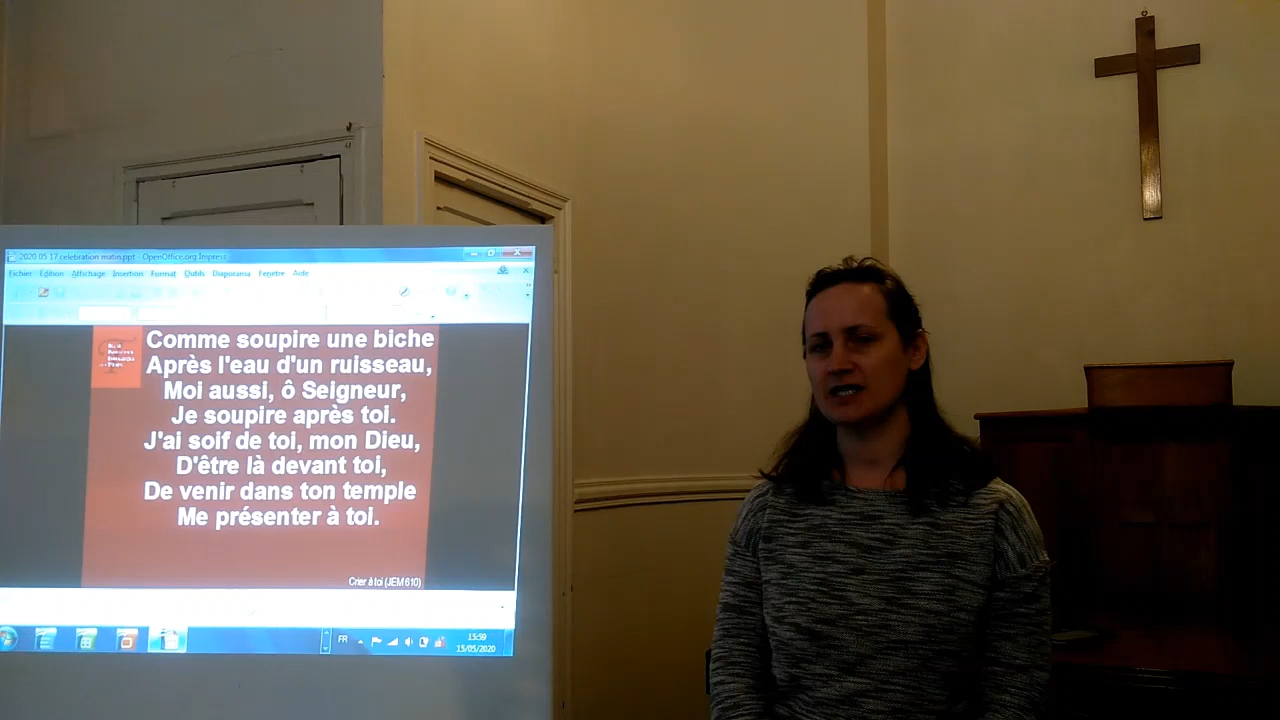 2020 05 17 celebration matin.ppt - OpenOffice.org Impress
Fichier Édition Affichage Insertion Format Outils Diaporama Fenêtre Aide
Comme soupire une biche
Après l'eau d'un ruisseau,
Moi aussi, ô Seigneur,
Je soupire après toi.
J'ai soif de toi, mon Dieu,
D'être là devant toi,
De venir dans ton temple
Me présenter à toi.
Crier à toi (JEM 610)
FR
15:59
15/05/2020